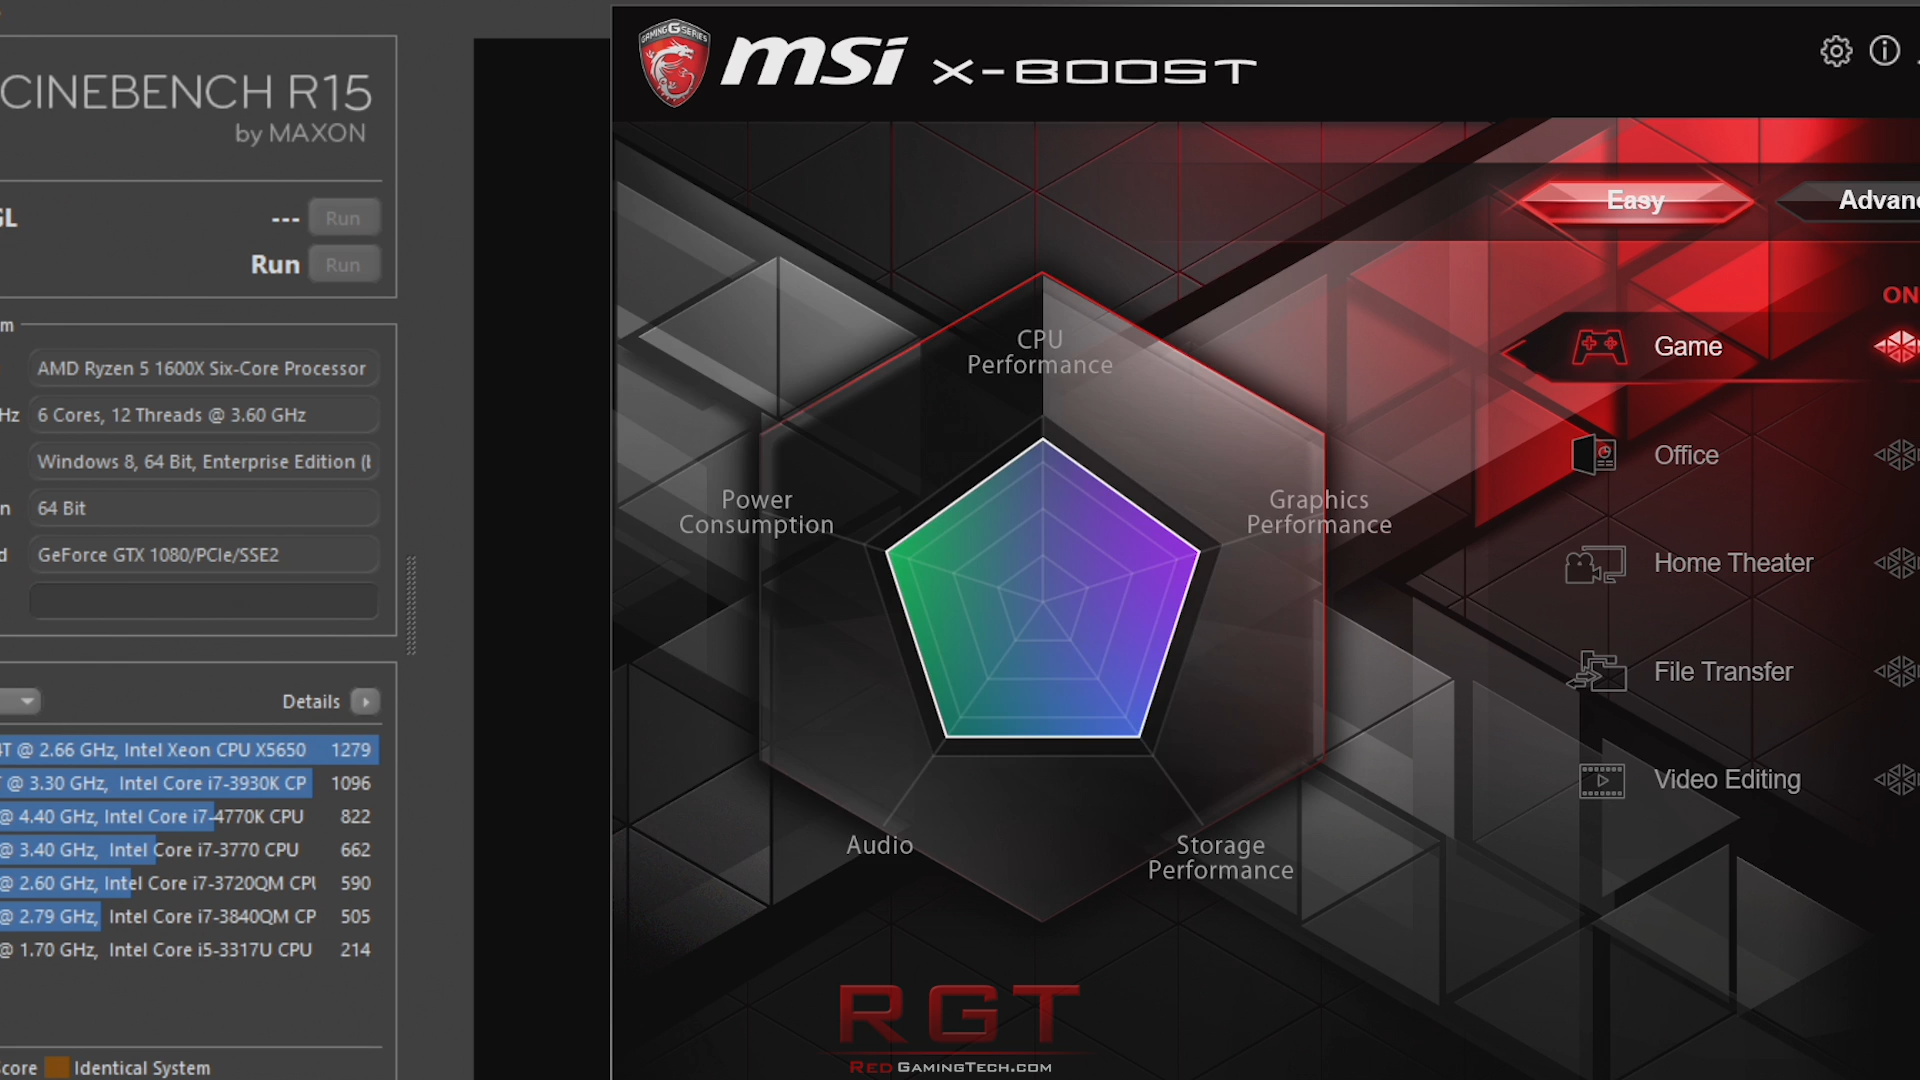 CINEBENCH R15
by MAXON
GL
---
Run
Run
Run
m
AMD Ryzen 5 1600X Six-Core Processor
Hz
6 Cores, 12 Threads @ 3.60 GHz
Windows 8, 64 Bit, Enterprise Edition (
n
64 Bit
d
GeForce GTX 1080/PCIe/SSE2
Details
4T @ 2.66 GHz, Intel Xeon CPU X5650 1279
T @ 3.30 GHz, Intel Core i7-3930K CP 1096
@ 4.40 GHz, Intel Core i7-4770K CPU 822
@ 3.40 GHz, Intel Core i7-3770 CPU 662
@ 2.60 GHz, Intel Core i7-3720QM CPU 590
@ 2.79 GHz, Intel Core i7-3840QM CP 505
@ 1.70 GHz, Intel Core i5-3317U CPU 214
core
Identical System
GAMING G SERIES
msi X-BOOST
Easy
Advanc
ON
Game
Office
Home Theater
File Transfer
Video Editing
CPU
Performance
Graphics
Performance
Power
Consumption
Audio
Storage
Performance
RGT
REDGAMINGTECH.COM